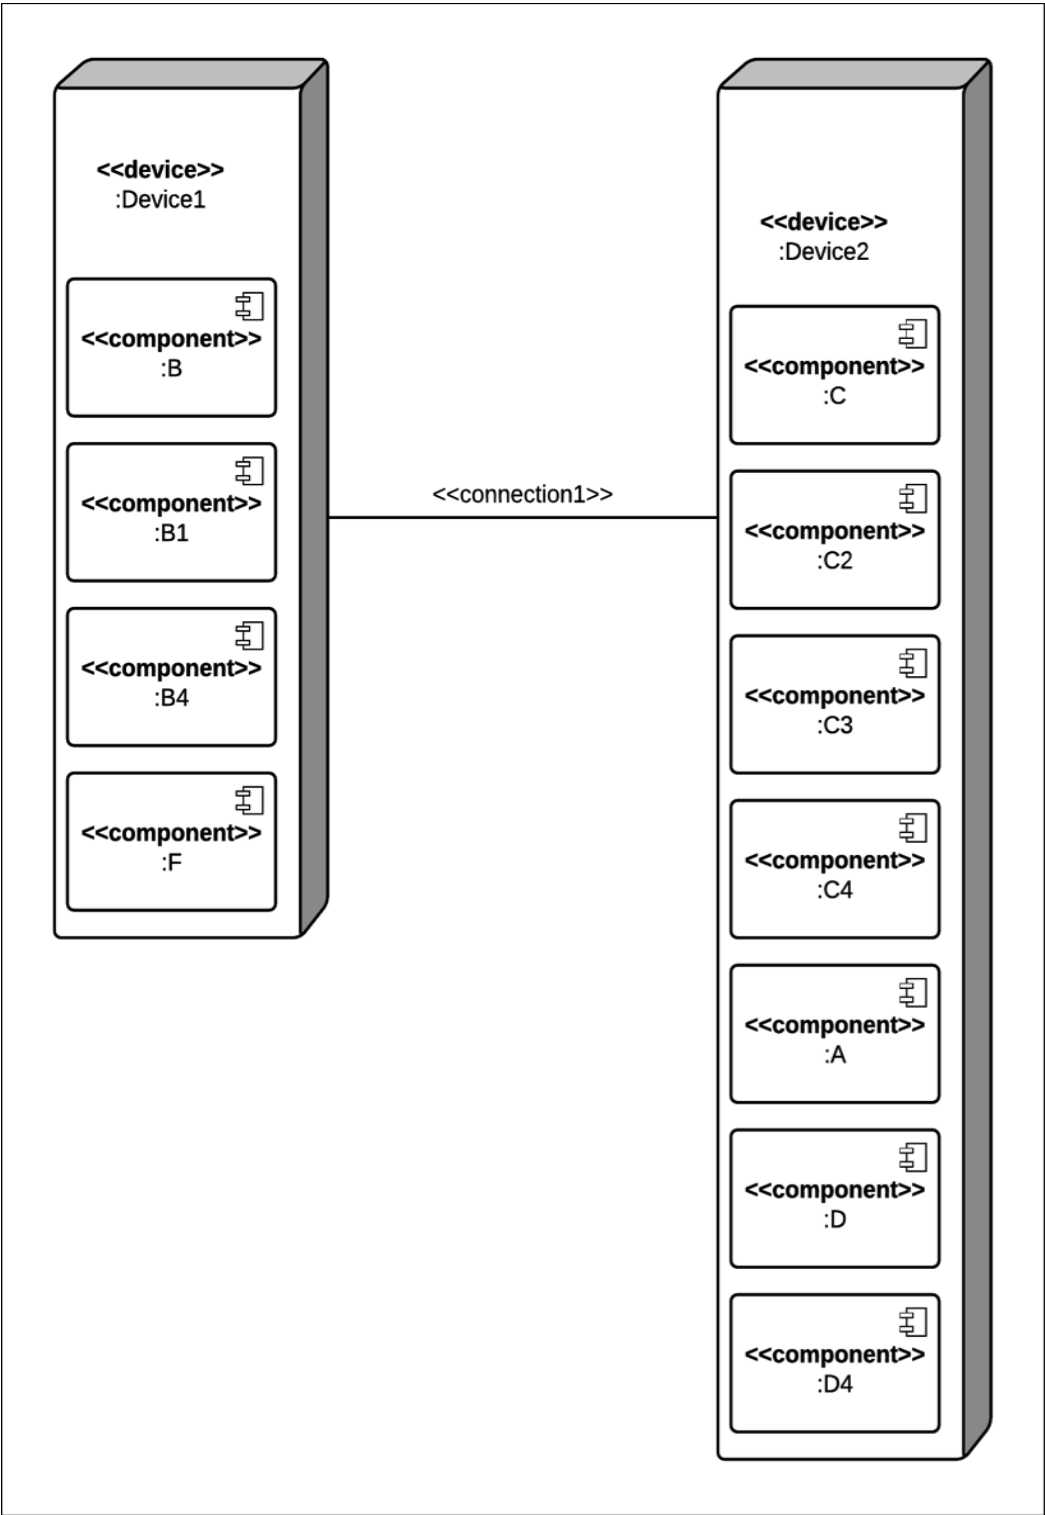 <<device>>
:Device1
<<component>>
:B
<<component>>
:B1
<<component>>
:B4
<<component>>
:F
<<connection1>>
<<device>>
:Device2
<<component>>
:C
<<component>>
:C2
<<component>>
:C3
<<component>>
:C4
<<component>>
:A
<<component>>
:D
<<component>>
:D4